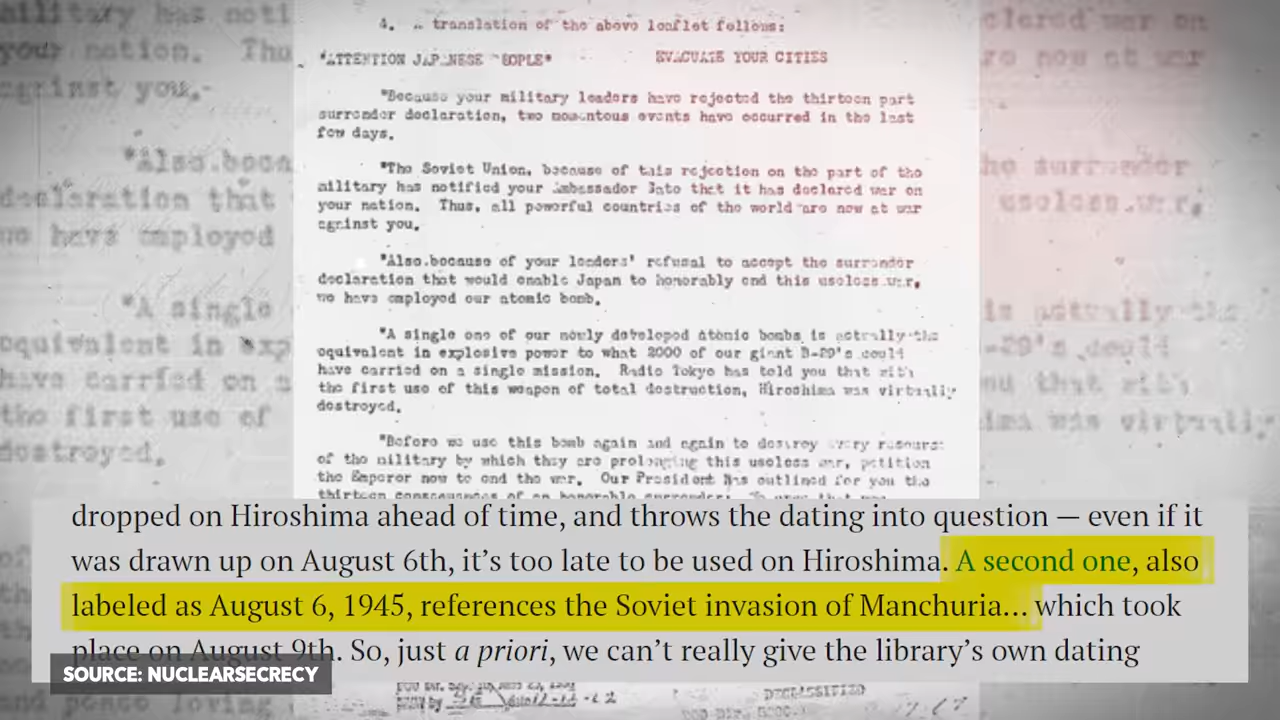 4. translation of the above leaflet follows:
"ATTENTION JAPANESE PEOPLE" EVACUATE YOUR CITIES
"Because your military leaders have rejected the thirteen part
surrender declaration, two momentous events have occurred in the last
few days.
"The Soviet Union, because of this rejection on the part of the
military has notified your Ambassador Sato that it has declared war on
your nation. Thus, all powerful countries of the world are now at war
against you.
"Also, because of your leaders' refusal to accept the surrender
declaration that would enable Japan to honorably end this useless war,
we have employed our atomic bomb.
"A single one of our newly developed atomic bombs is actually the
equivalent in explosive power to what 2000 of our giant B-29's could
have carried on a single mission. Radio Tokyo has told you that with
the first use of this weapon of total destruction, Hiroshima was virtually
destroyed.
"Before we use this bomb again and again to destroy every resource
of the military by which they are prolonging this useless war, petition
the Emperor now to end the war. Our President has outlined for you the
thirteen consequences of an honorable surrender:
dropped on Hiroshima ahead of time, and throws the dating into question — even if it
was drawn up on August 6th, it's too late to be used on Hiroshima. A second one, also
labeled as August 6, 1945, references the Soviet invasion of Manchuria... which took
place on August 9th. So, just a priori, we can't really give the library's own dating
SOURCE: NUCLEARSECRECY
DECLASSIFIED